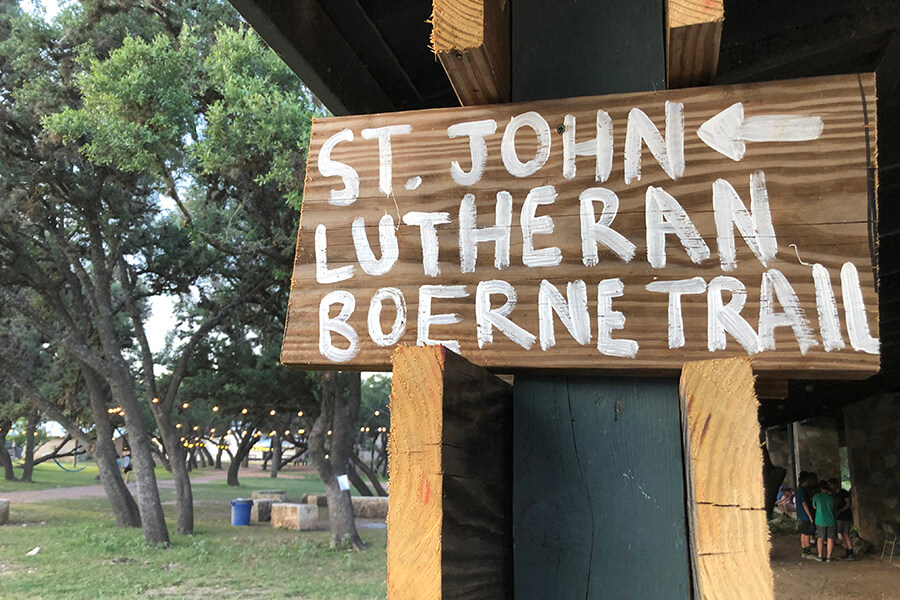 ST. JOHN ←
LUTHERAN
BOERNE TRAIL